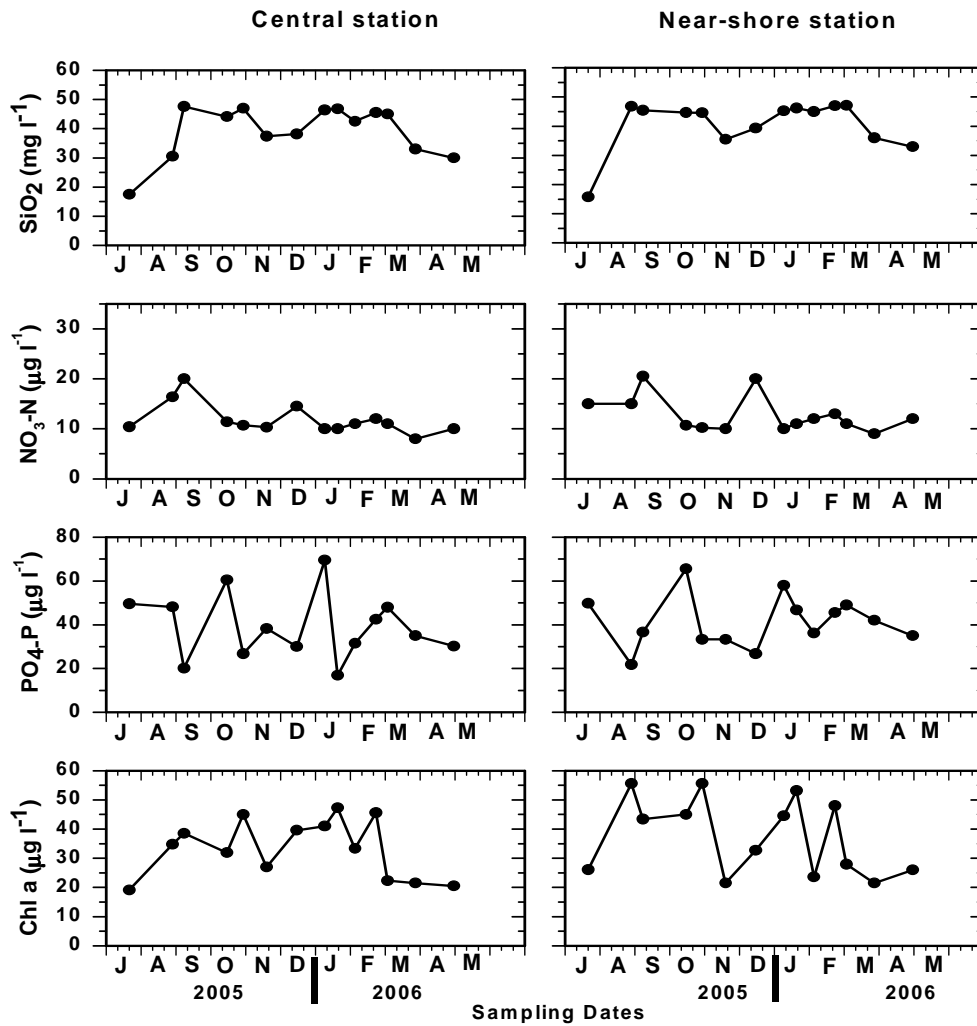 Central station
Near-shore station
SiO2 (mg l-1)
60
50
40
30
20
10
0
J A S O N D J F M A M
J A S O N D J F M A M
NO3-N (µg l-1)
30
20
10
0
J A S O N D J F M A M
J A S O N D J F M A M
PO4-P (µg l-1)
80
60
40
20
0
J A S O N D J F M A M
J A S O N D J F M A M
Chl a (µg l-1)
60
50
40
30
20
10
0
J A S O N D J F M A M
J A S O N D J F M A M
2005 2006
2005 2006
Sampling Dates